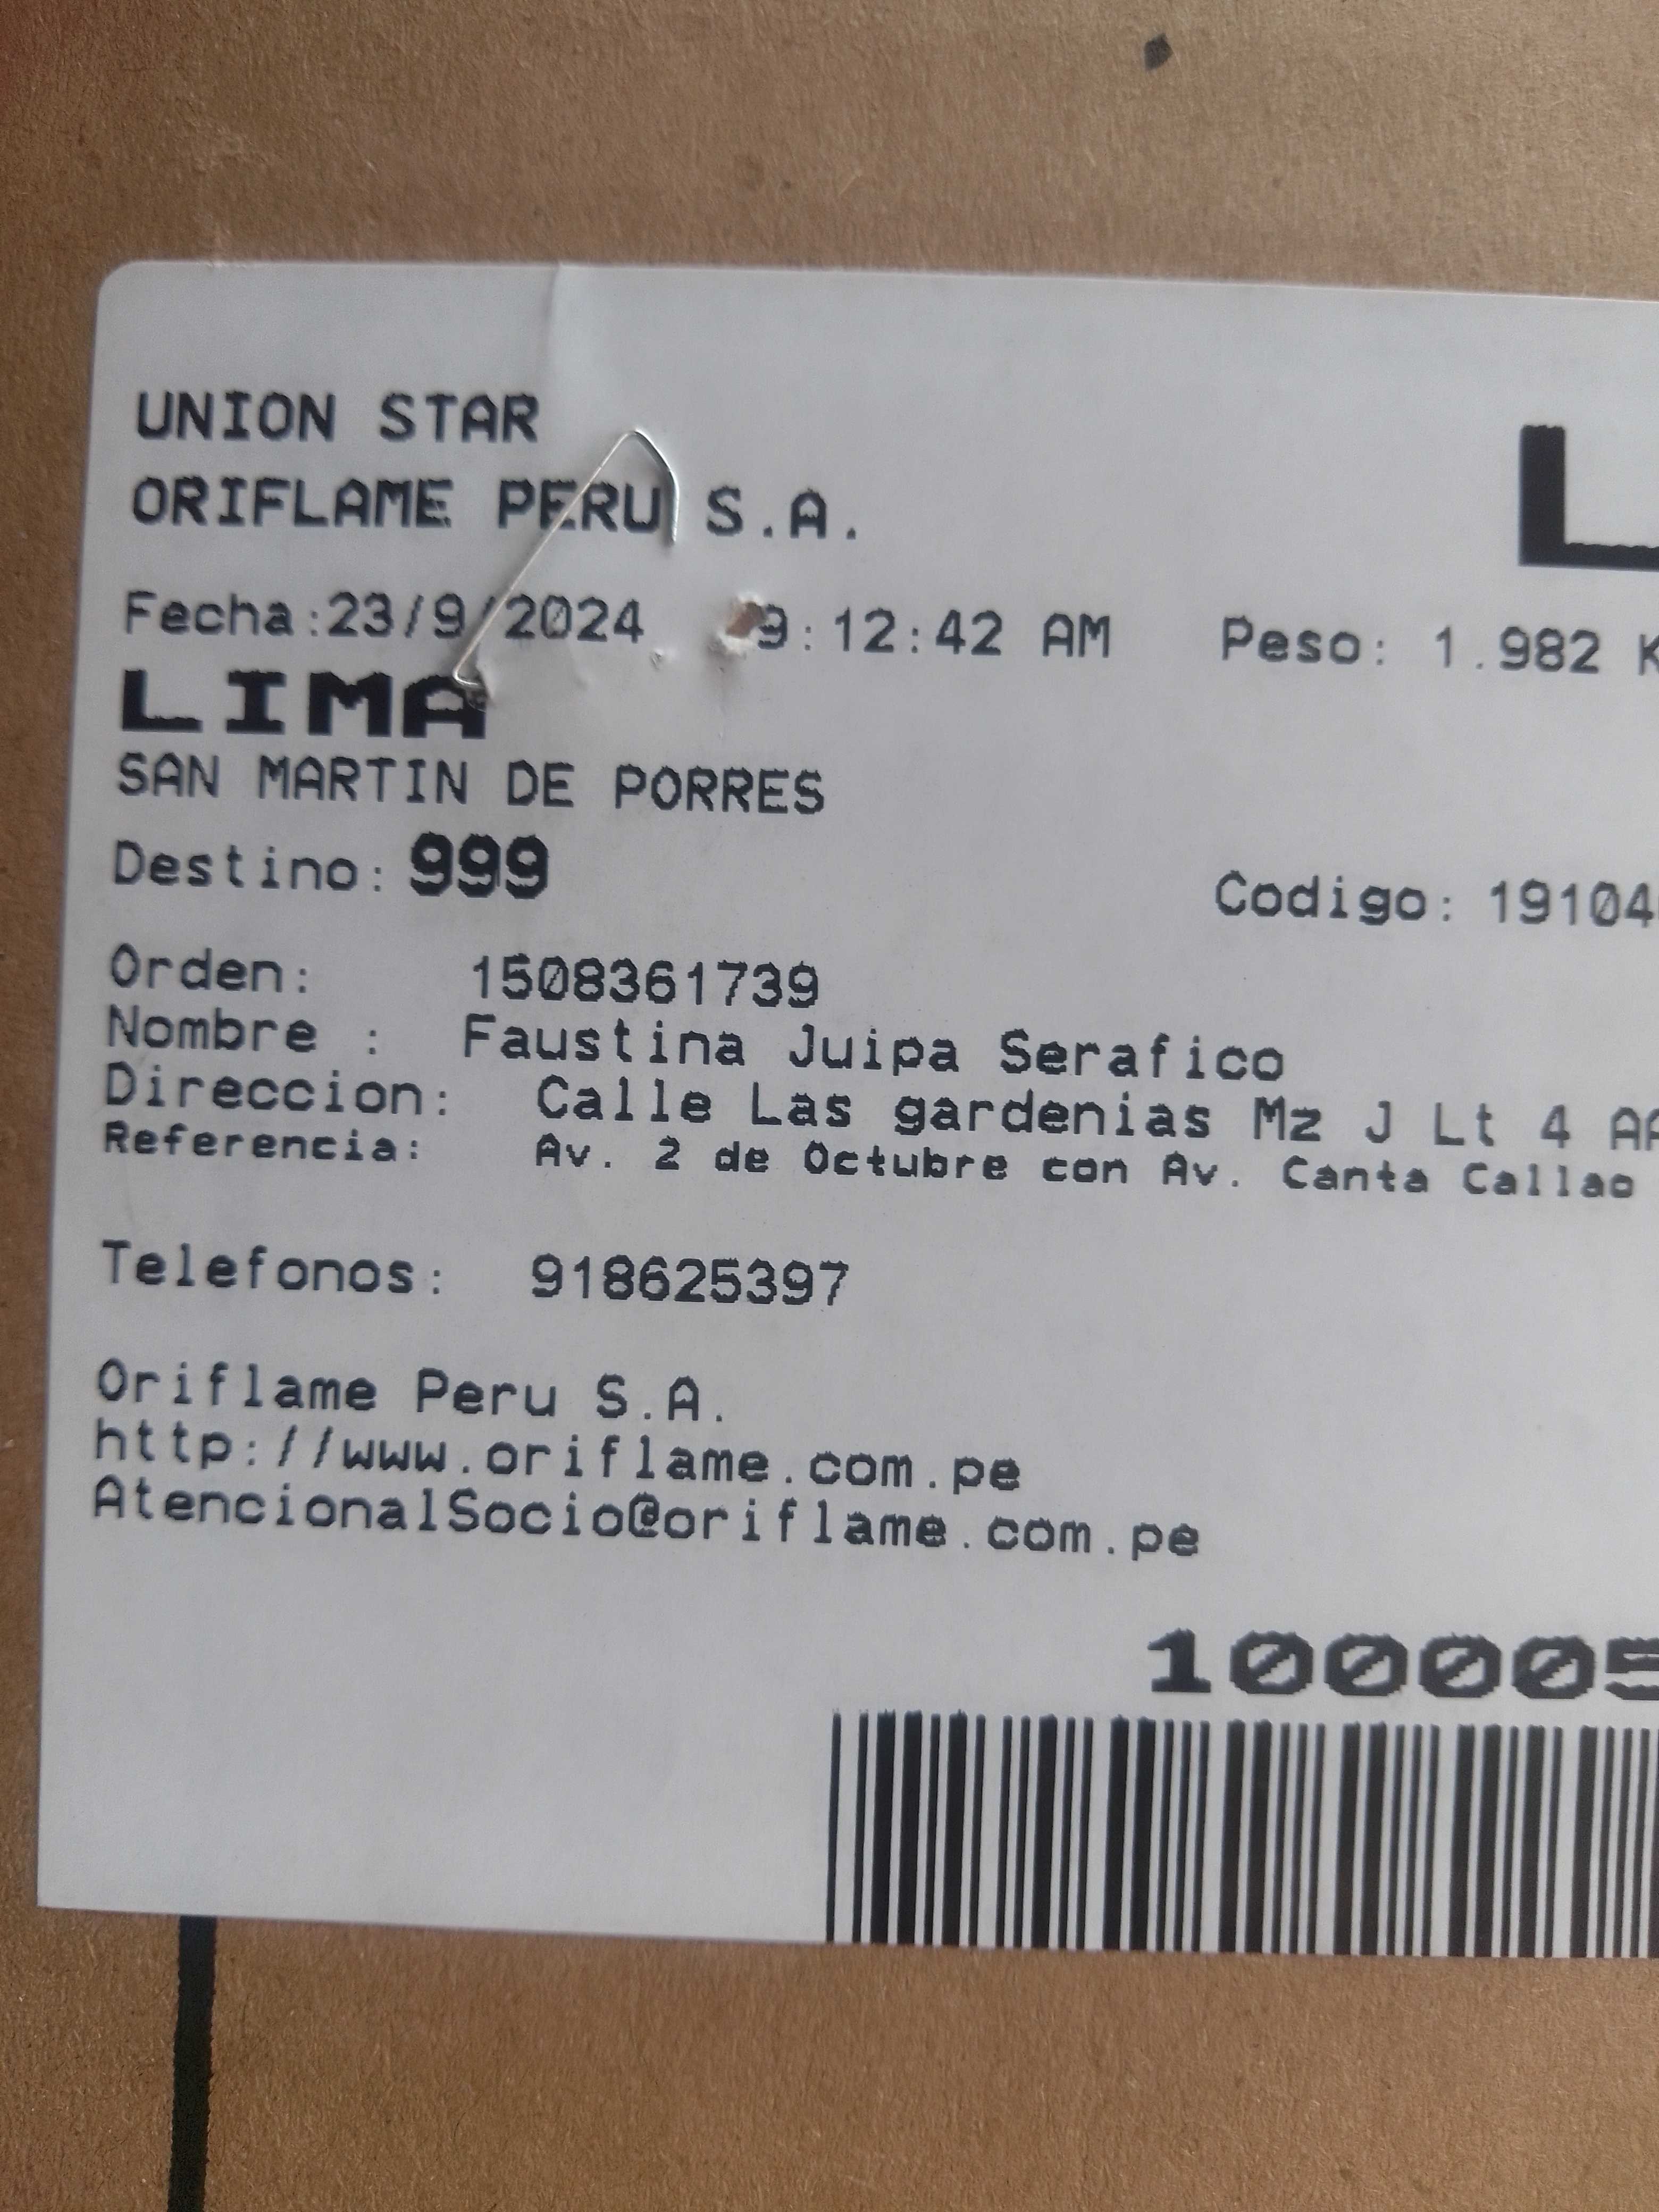 UNION STAR
L
ORIFLAME PERU S.A.
Fecha:23/9/2024 9:12:42 AM Peso: 1.982 K
LIMA
SAN MARTIN DE PORRES
Destino: 999
Codigo: 19104
Orden: 1508361739
Nombre : Faustina Juipa Serafico
Direccion: Calle Las gardenias Mz J Lt 4
Referencia: Av. 2 de Octubre con Av. Canta Callao
Telefonos: 918625397
Oriflame Peru S.A.
http://www.oriflame.com.pe
AtencionalSocio@oriflame.com.pe
100005